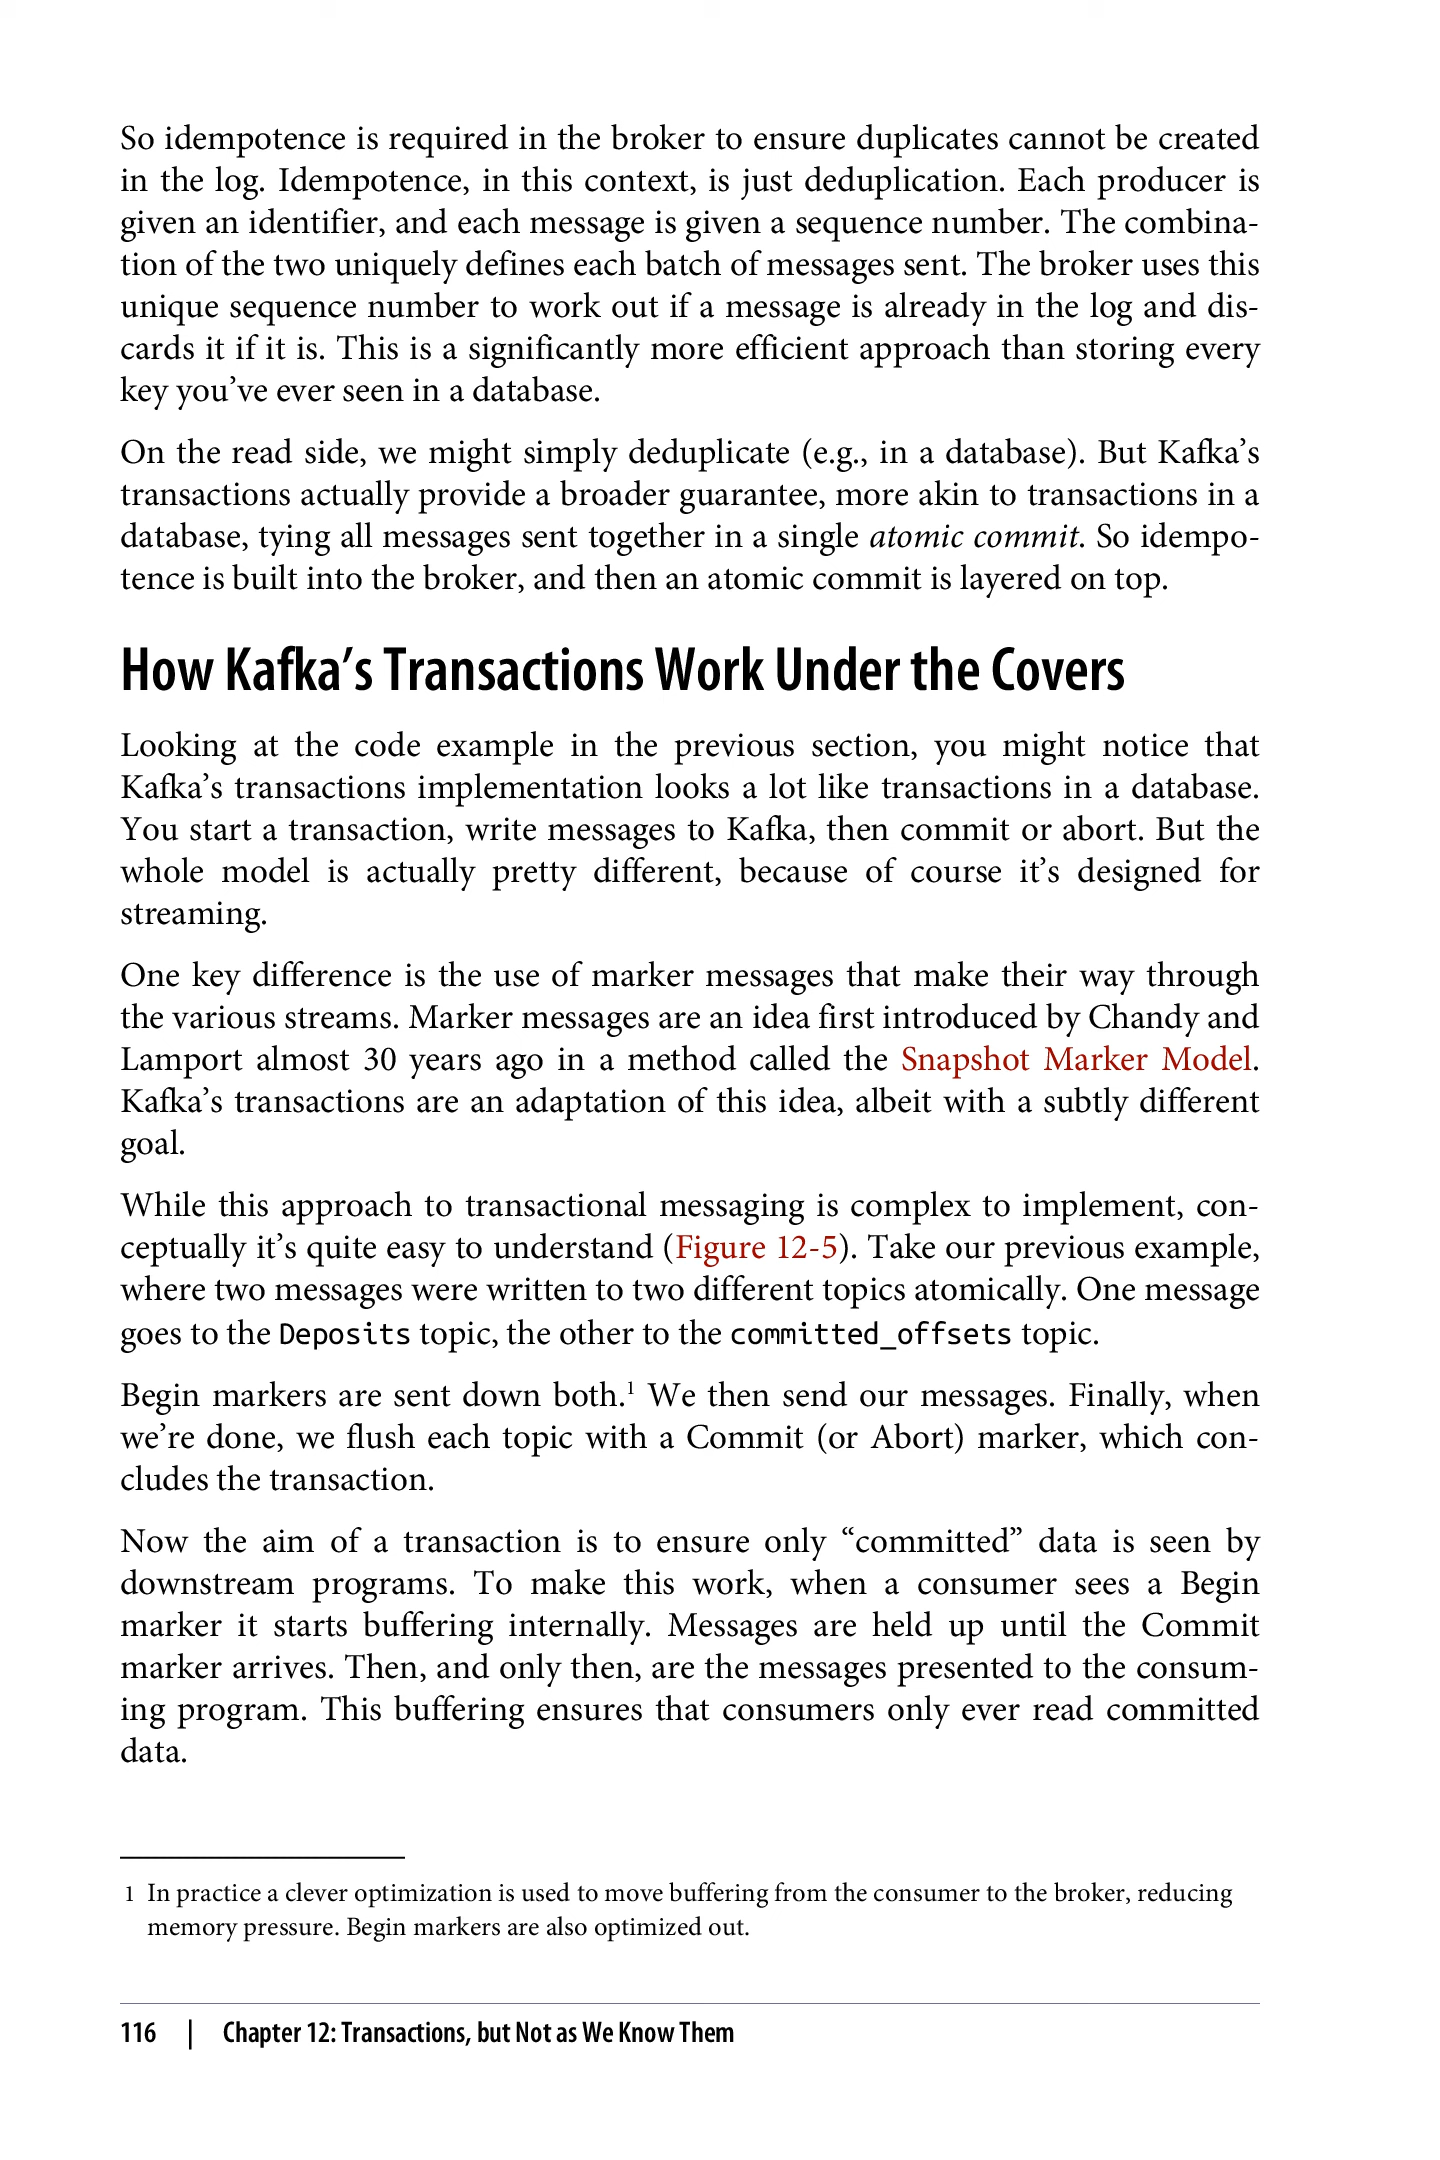 So idempotence is required in the broker to ensure duplicates cannot be created
in the log. Idempotence, in this context, is just deduplication. Each producer is
given an identifier, and each message is given a sequence number. The combina-
tion of the two uniquely defines each batch of messages sent. The broker uses this
unique sequence number to work out if a message is already in the log and dis-
cards it if it is. This is a significantly more efficient approach than storing every
key you’ve ever seen in a database.
On the read side, we might simply deduplicate (e.g., in a database). But Kafka’s
transactions actually provide a broader guarantee, more akin to transactions in a
database, tying all messages sent together in a single atomic commit. So idempo-
tence is built into the broker, and then an atomic commit is layered on top.
How Kafka’s Transactions Work Under the Covers
Looking at the code example in the previous section, you might notice that
Kafka’s transactions implementation looks a lot like transactions in a database.
You start a transaction, write messages to Kafka, then commit or abort. But the
whole model is actually pretty different, because of course it’s designed for
streaming.
One key difference is the use of marker messages that make their way through
the various streams. Marker messages are an idea first introduced by Chandy and
Lamport almost 30 years ago in a method called the Snapshot Marker Model.
Kafka’s transactions are an adaptation of this idea, albeit with a subtly different
goal.
While this approach to transactional messaging is complex to implement, con-
ceptually it’s quite easy to understand (Figure 12-5). Take our previous example,
where two messages were written to two different topics atomically. One message
goes to the Deposits topic, the other to the committed_offsets topic.
Begin markers are sent down both.1 We then send our messages. Finally, when
we’re done, we flush each topic with a Commit (or Abort) marker, which con-
cludes the transaction.
Now the aim of a transaction is to ensure only “committed” data is seen by
downstream programs. To make this work, when a consumer sees a Begin
marker it starts buffering internally. Messages are held up until the Commit
marker arrives. Then, and only then, are the messages presented to the consum-
ing program. This buffering ensures that consumers only ever read committed
data.
1 In practice a clever optimization is used to move buffering from the consumer to the broker, reducing
memory pressure. Begin markers are also optimized out.
116 | Chapter 12: Transactions, but Not as We Know Them